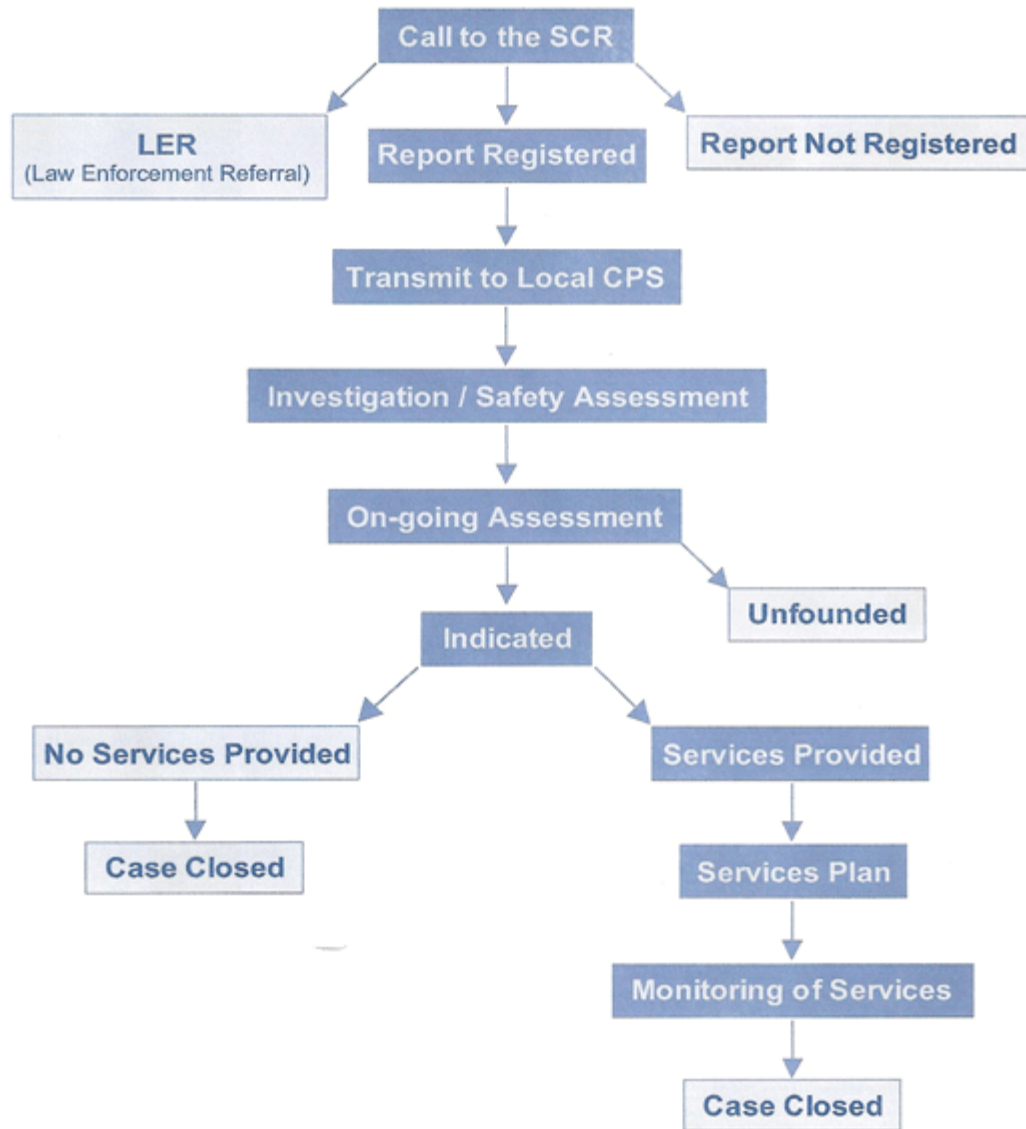 Call to the SCR
LER
(Law Enforcement Referral)
Report Registered
Report Not Registered
Transmit to Local CPS
Investigation / Safety Assessment
On-going Assessment
Unfounded
Indicated
No Services Provided
Services Provided
Case Closed
Services Plan
Monitoring of Services
Case Closed